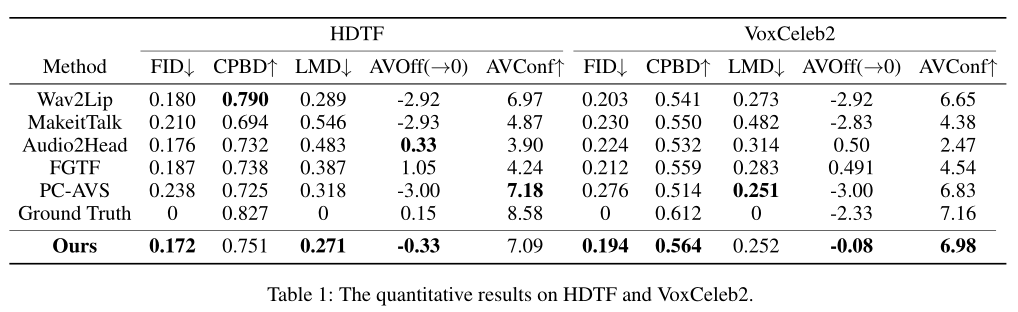 HDTF VoxCeleb2
Method FID↓ CPBD↑ LMD↓ AVOff(→0) AVConf↑ FID↓ CPBD↑ LMD↓ AVOff(→0) AVConf↑
Wav2Lip 0.180 0.790 0.289 -2.92 6.97 0.203 0.541 0.273 -2.92 6.65
MakeitTalk 0.210 0.694 0.546 -2.93 4.87 0.230 0.550 0.482 -2.83 4.38
Audio2Head 0.176 0.732 0.483 0.33 3.90 0.224 0.532 0.314 0.50 2.47
FGTF 0.187 0.738 0.387 1.05 4.24 0.212 0.559 0.283 0.491 4.54
PC-AVS 0.238 0.725 0.318 -3.00 7.18 0.276 0.514 0.251 -3.00 6.83
Ground Truth 0 0.827 0 0.15 8.58 0 0.612 0 -2.33 7.16
Ours 0.172 0.751 0.271 -0.33 7.09 0.194 0.564 0.252 -0.08 6.98
Table 1: The quantitative results on HDTF and VoxCeleb2.